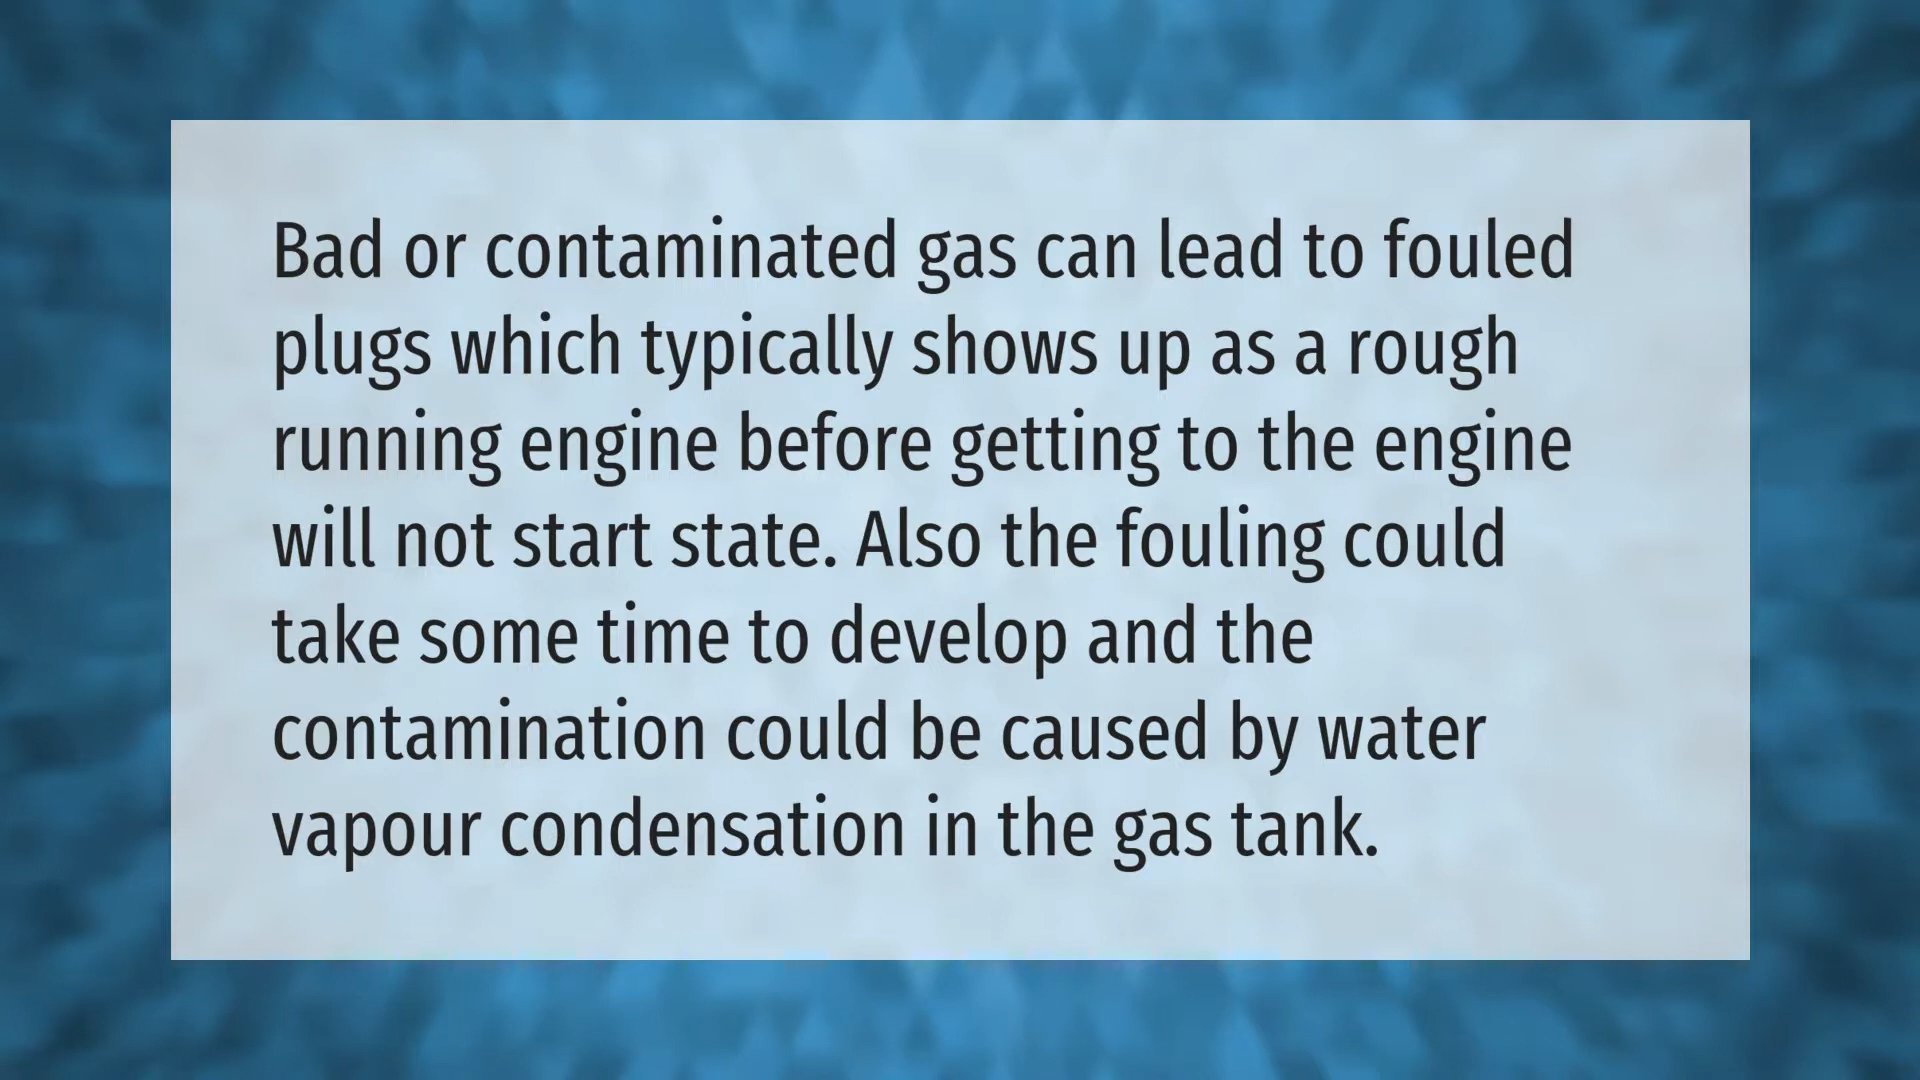 Bad or contaminated gas can lead to fouled
plugs which typically shows up as a rough
running engine before getting to the engine
will not start state. Also the fouling could
take some time to develop and the
contamination could be caused by water
vapour condensation in the gas tank.